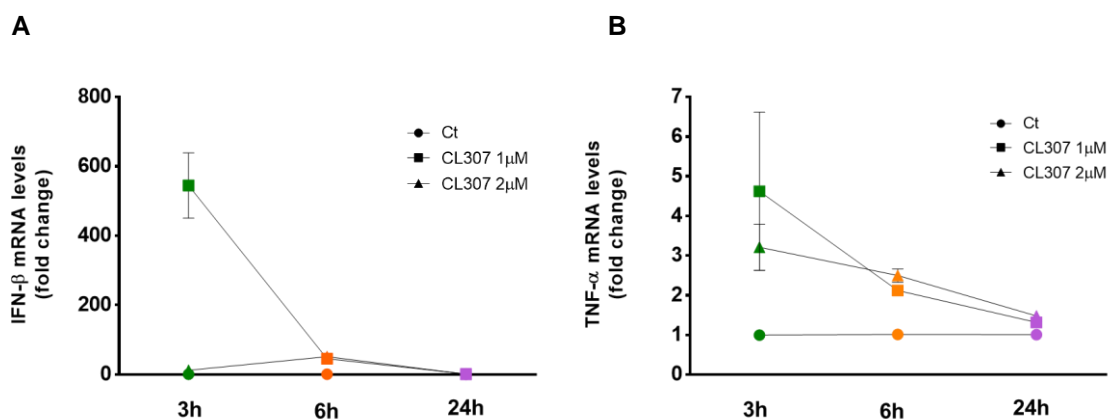 A
IFN-β mRNA levels
(fold change)
800
600
400
200
0
3h
6h
24h
Ct
CL307 1μM
CL307 2μM
B
TNF-α mRNA levels
(fold change)
7
6
5
4
3
2
1
0
3h
6h
24h
Ct
CL307 1μM
CL307 2μM